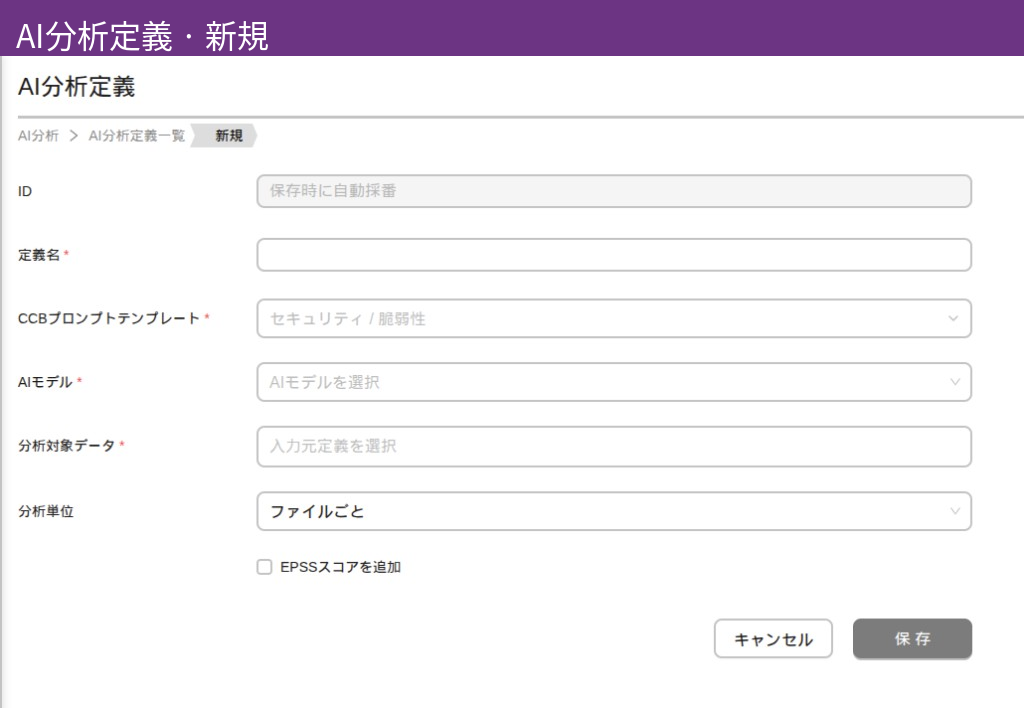 AI分析定義・新規
AI分析定義
AI分析 > AI分析定義一覧 新規
ID 保存時に自動採番
定義名 *
CCBプロンプトテンプレート * セキュリティ / 脆弱性
AIモデル * AIモデルを選択
分析対象データ * 入力元定義を選択
分析単位 ファイルごと
EPSSスコアを追加
キャンセル 保存